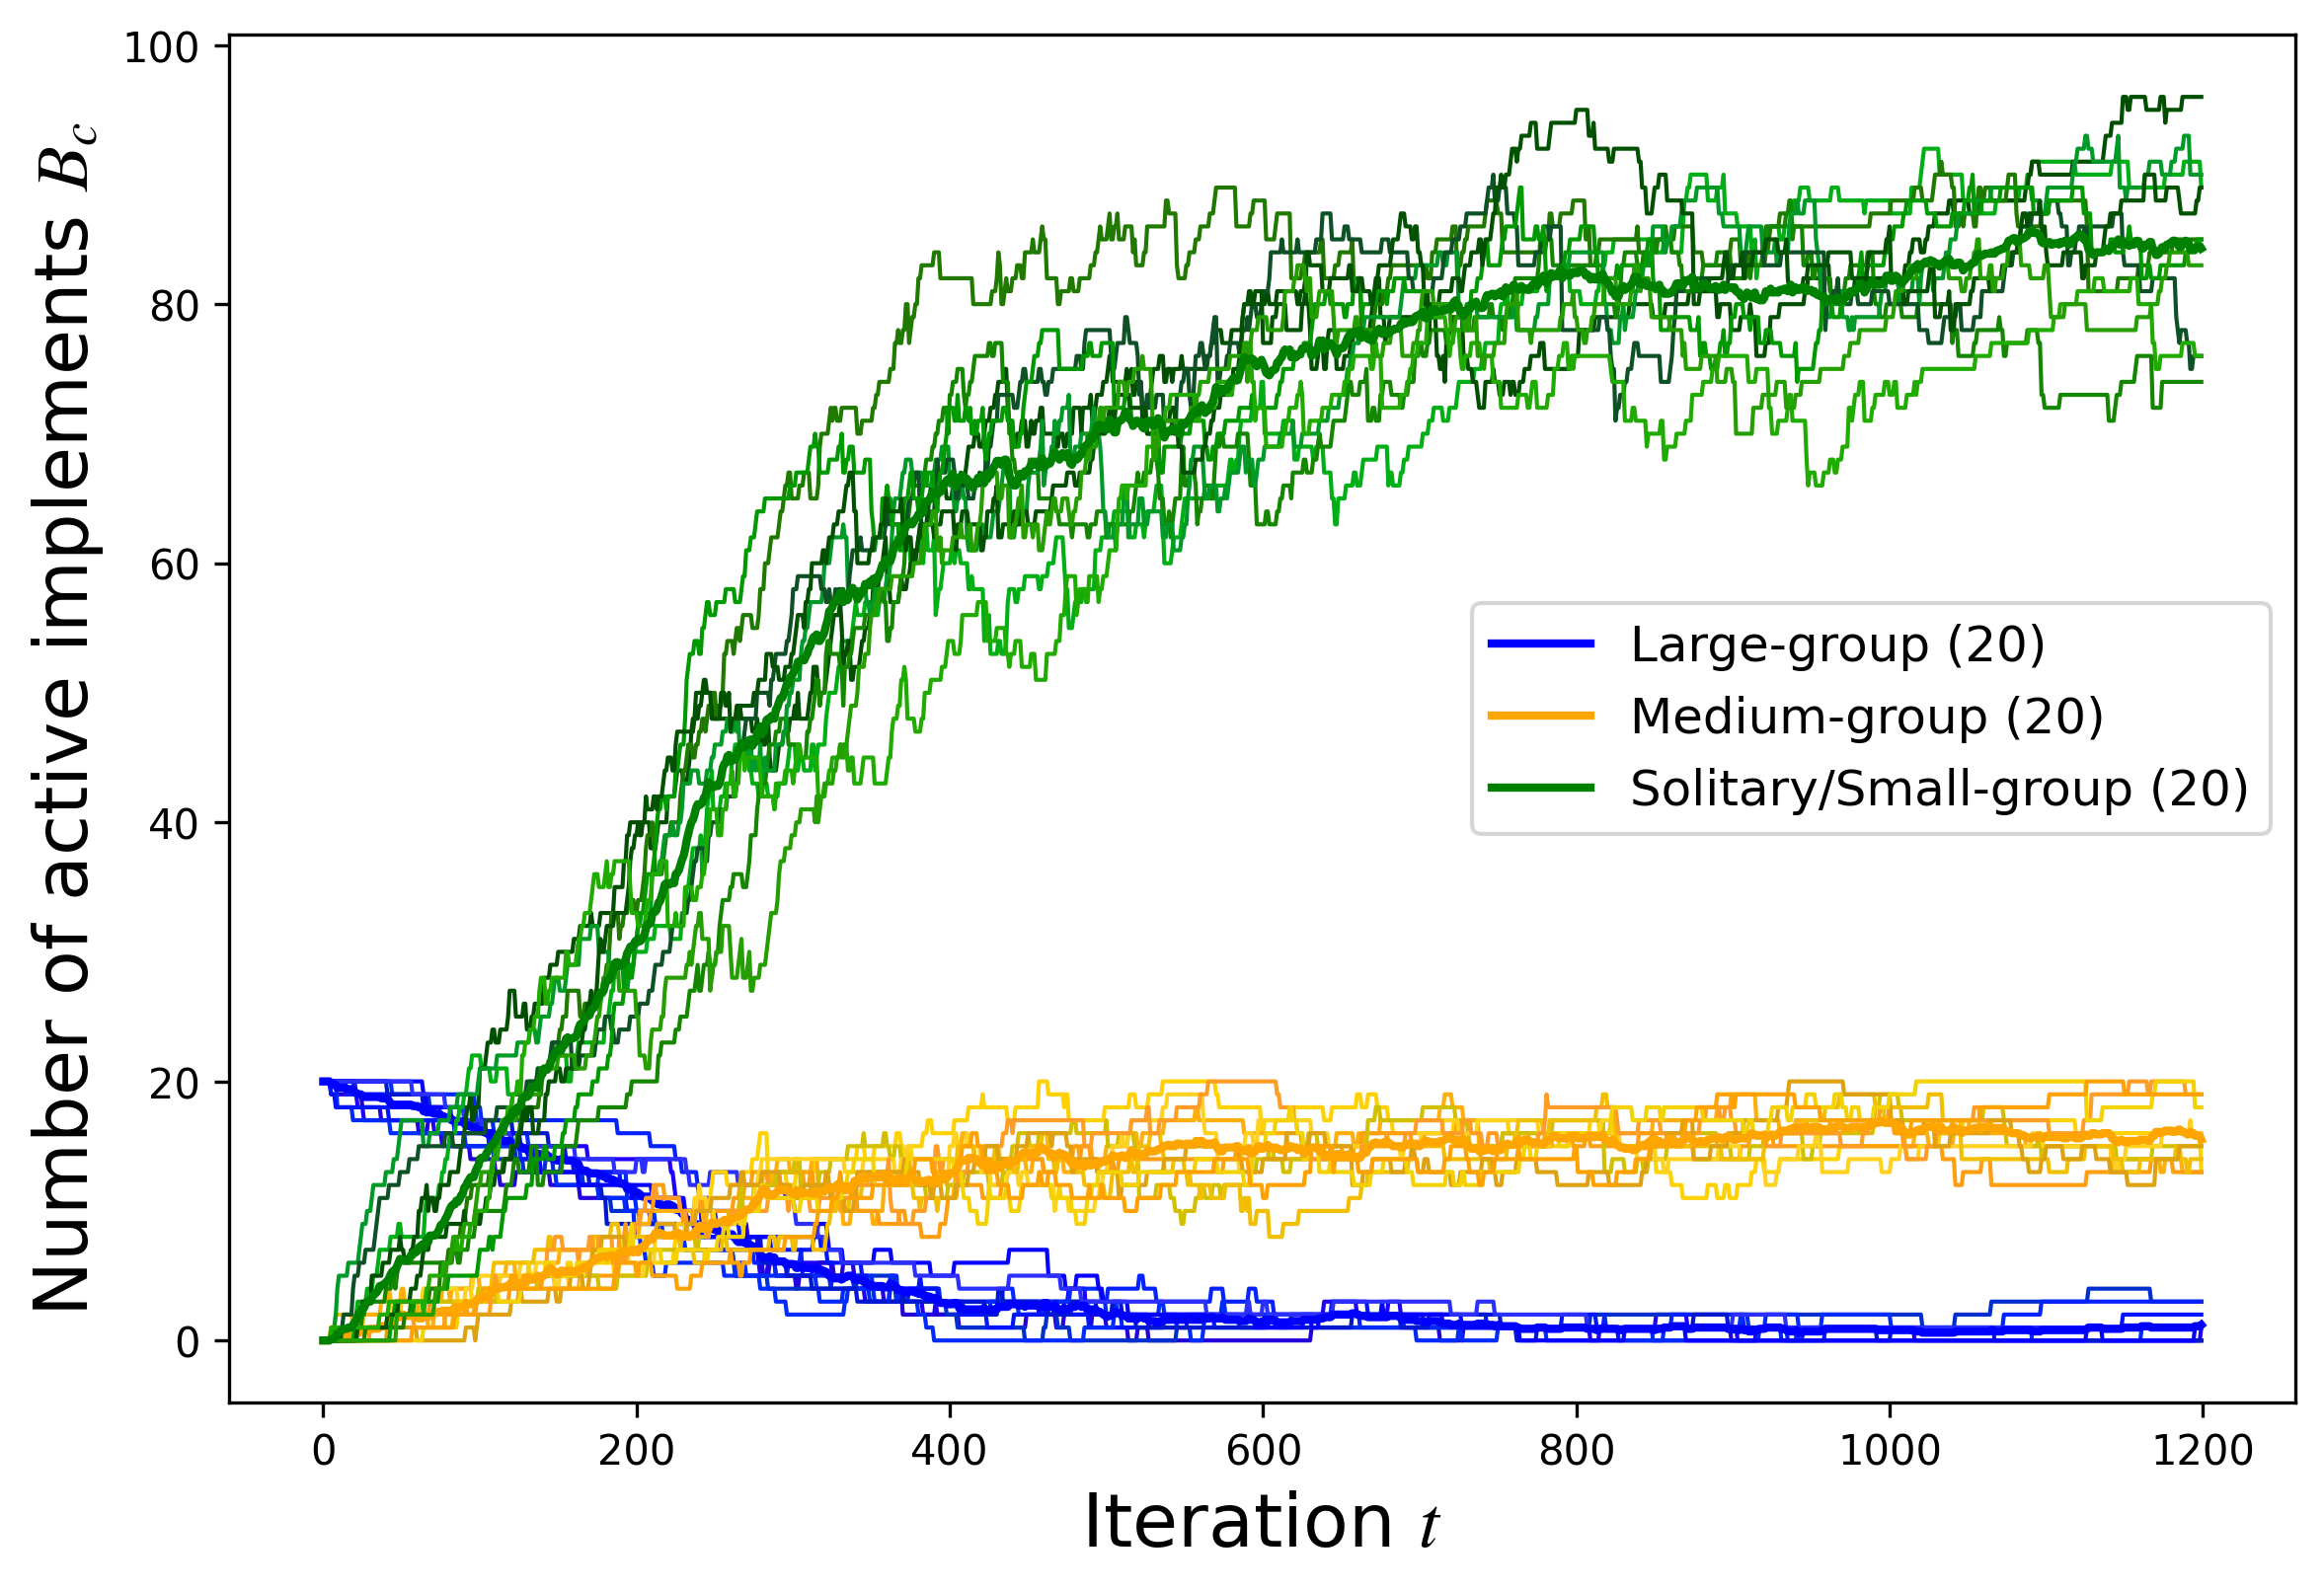 Number of active implements B_c
100
80
60
40
20
0
Large-group (20)
Medium-group (20)
Solitary/Small-group (20)
0 200 400 600 800 1000 1200
Iteration t